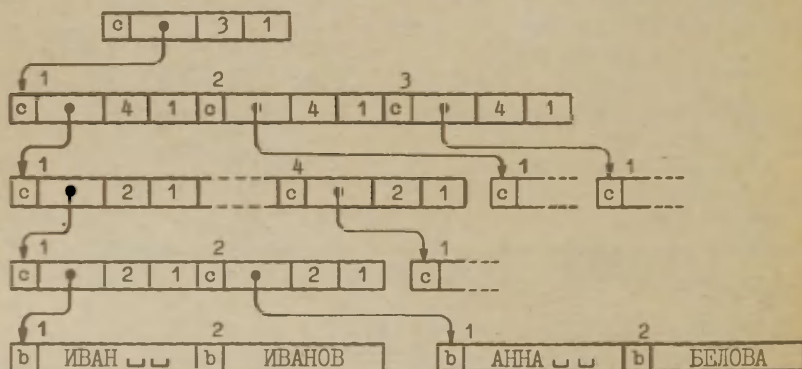 c 3 1
1 2 3
c 4 1 c 4 1 c 4 1
1 4 1 1
c 2 1 c 2 1 c c
1 2 1
c 2 1 c 2 1 c
1 2 1 2
b ИВАН ␣␣ b ИВАНОВ b АННА ␣␣ b БЕЛОВА